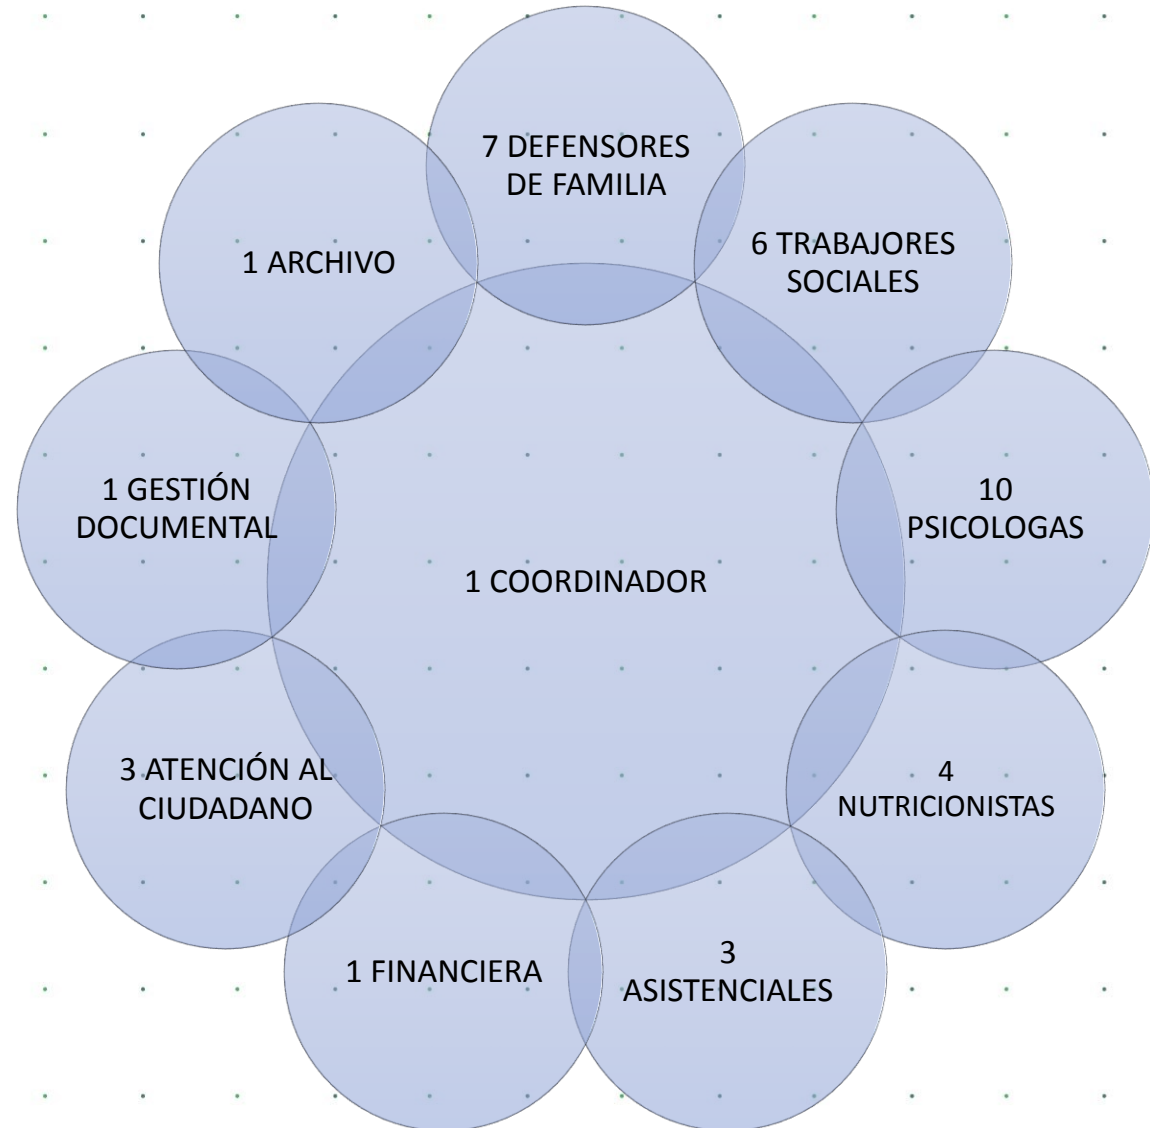 7 DEFENSORES
DE FAMILIA
6 TRABAJORES
SOCIALES
10
PSICOLOGAS
4
NUTRICIONISTAS
3
ASISTENCIALES
1 FINANCIERA
3 ATENCIÓN AL
CIUDADANO
1 GESTIÓN
DOCUMENTAL
1 ARCHIVO
1 COORDINADOR